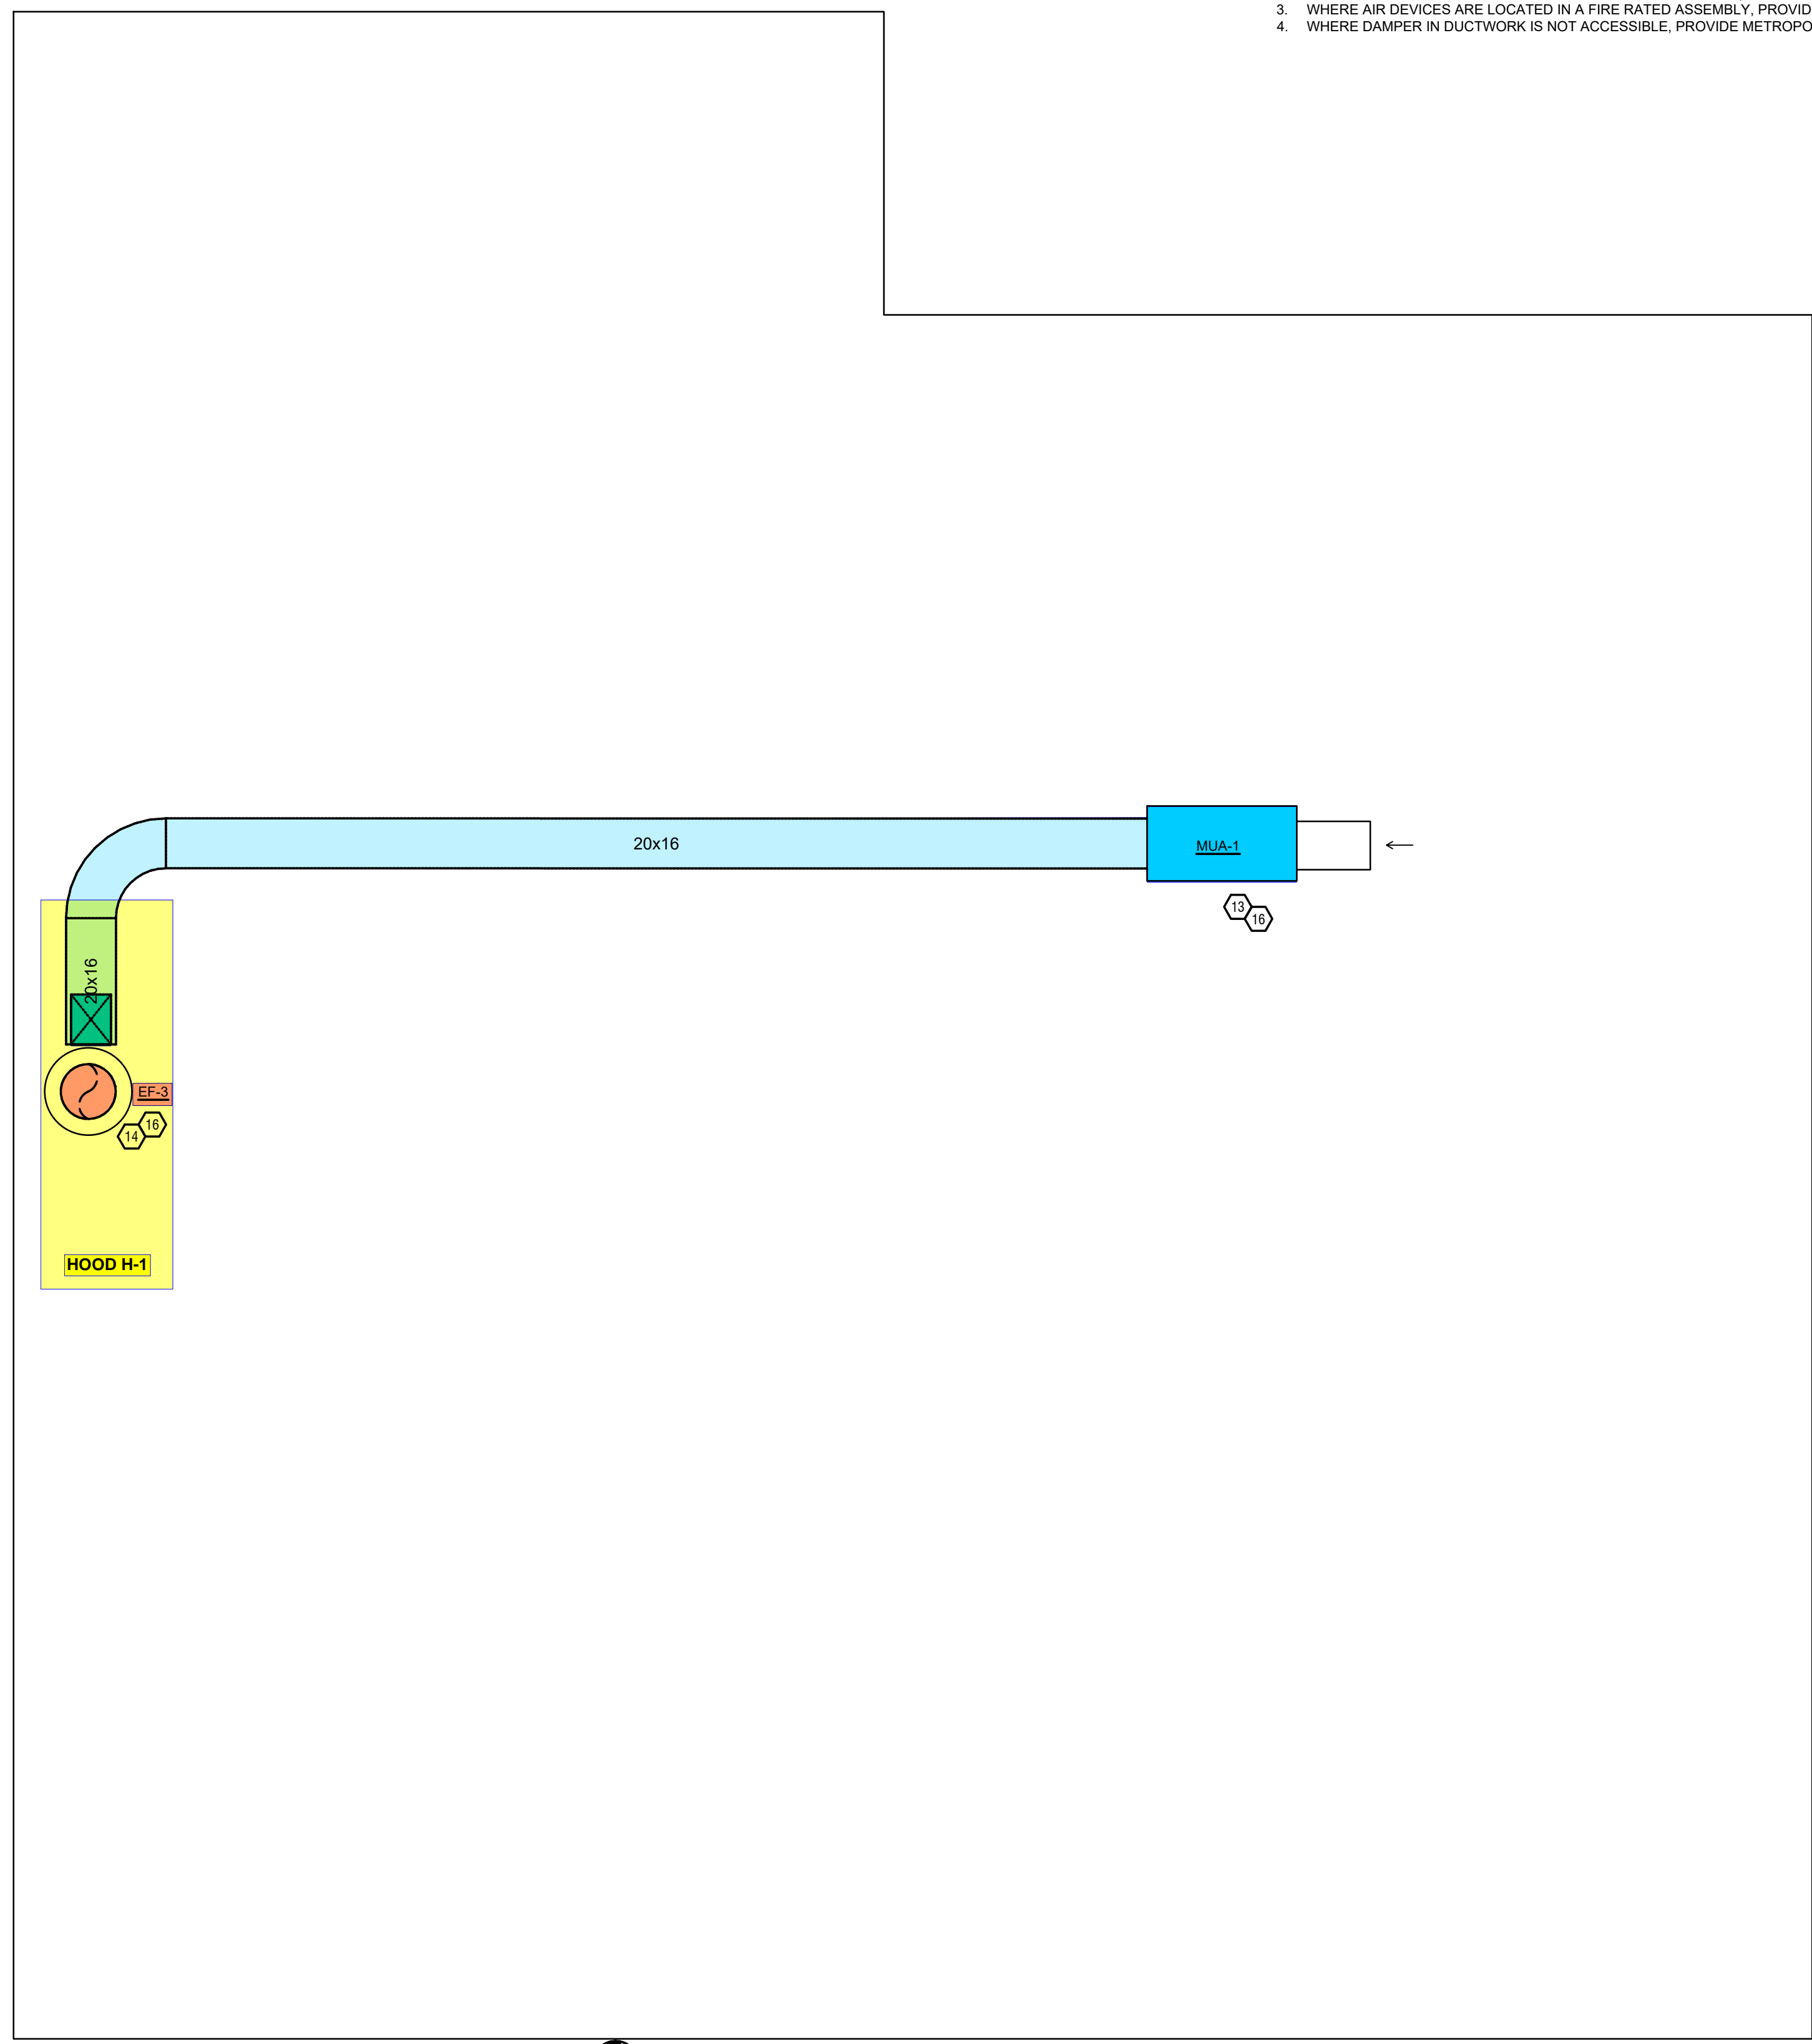 3. WHERE AIR DEVICES ARE LOCATED IN A FIRE RATED ASSEMBLY, PROVID
4. WHERE DAMPER IN DUCTWORK IS NOT ACCESSIBLE, PROVIDE METROPO
20x16
MUA-1
13
16
20x16
EF-3
16
14
HOOD H-1